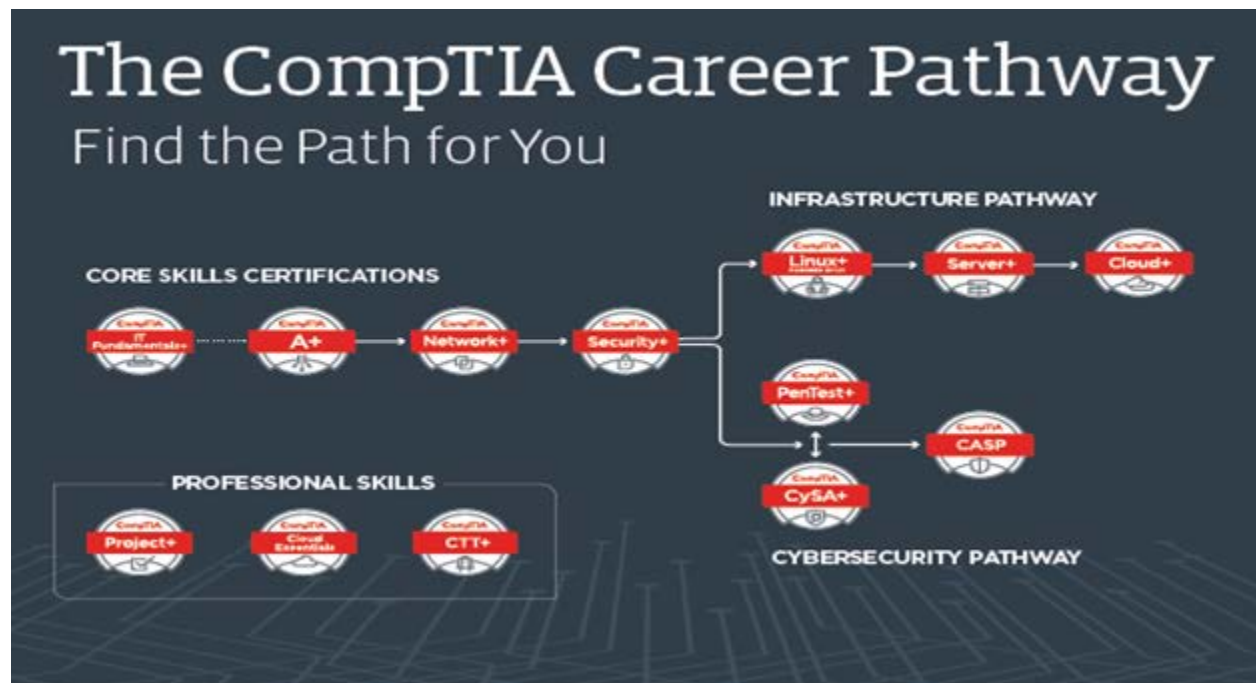 The CompTIA Career Pathway
Find the Path for You
INFRASTRUCTURE PATHWAY
CompTIA
Linux+
CompTIA
Server+
CompTIA
Cloud+
CORE SKILLS CERTIFICATIONS
CompTIA
IT
Fundamentals+
CompTIA
A+
CompTIA
Network+
CompTIA
Security+
CompTIA
PenTest+
CompTIA
CASP
CompTIA
CySA+
CYBERSECURITY PATHWAY
PROFESSIONAL SKILLS
CompTIA
Project+
CompTIA
Cloud
Essentials
CompTIA
CTT+